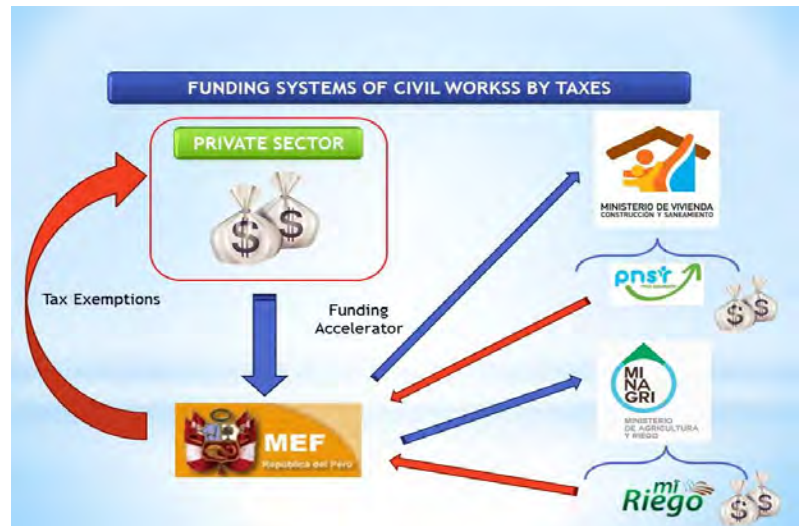 FUNDING SYSTEMS OF CIVIL WORKSS BY TAXES
PRIVATE SECTOR
$ $
Tax Exemptions
Funding
Accelerator
MEF
República del Perú
MINISTERIO DE VIVIENDA
CONSTRUCCIÓN Y SANEAMIENTO
pnsr
$ $
MI
NA
GRI
MINISTERIO
DE AGRICULTURA
Y RIEGO
mi
Riego
$ $